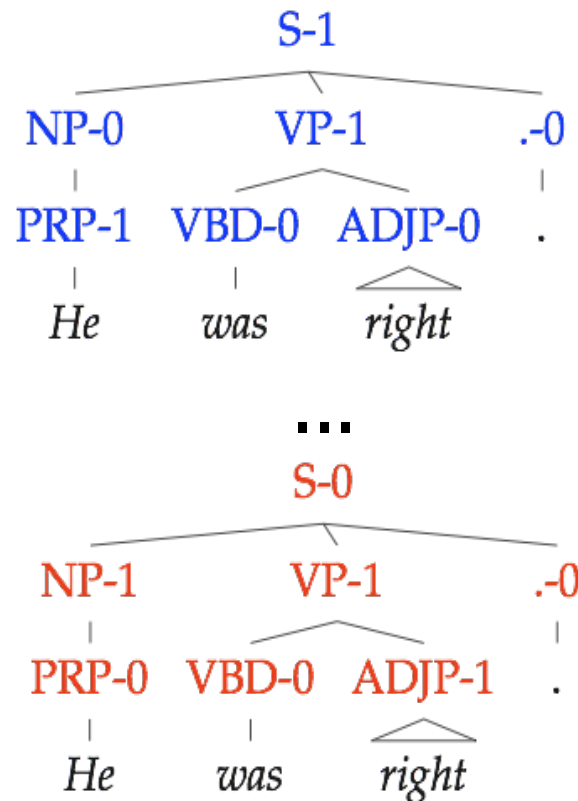 S-1
NP-0 VP-1 .-0
PRP-1 VBD-0 ADJP-0 .
He was right
...
S-0
NP-1 VP-1 .-0
PRP-0 VBD-0 ADJP-1 .
He was right